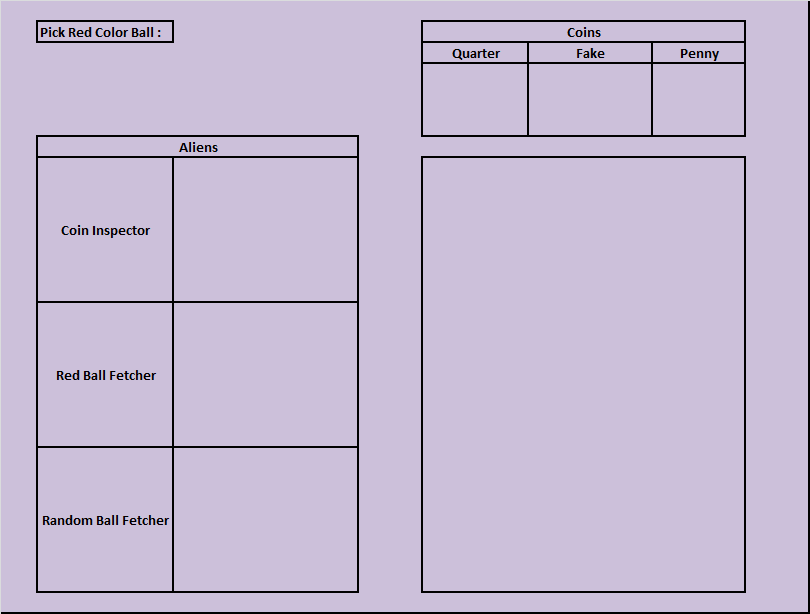 Pick Red Color Ball :
Coins
Quarter Fake Penny
Aliens
Coin Inspector
Red Ball Fetcher
Random Ball Fetcher